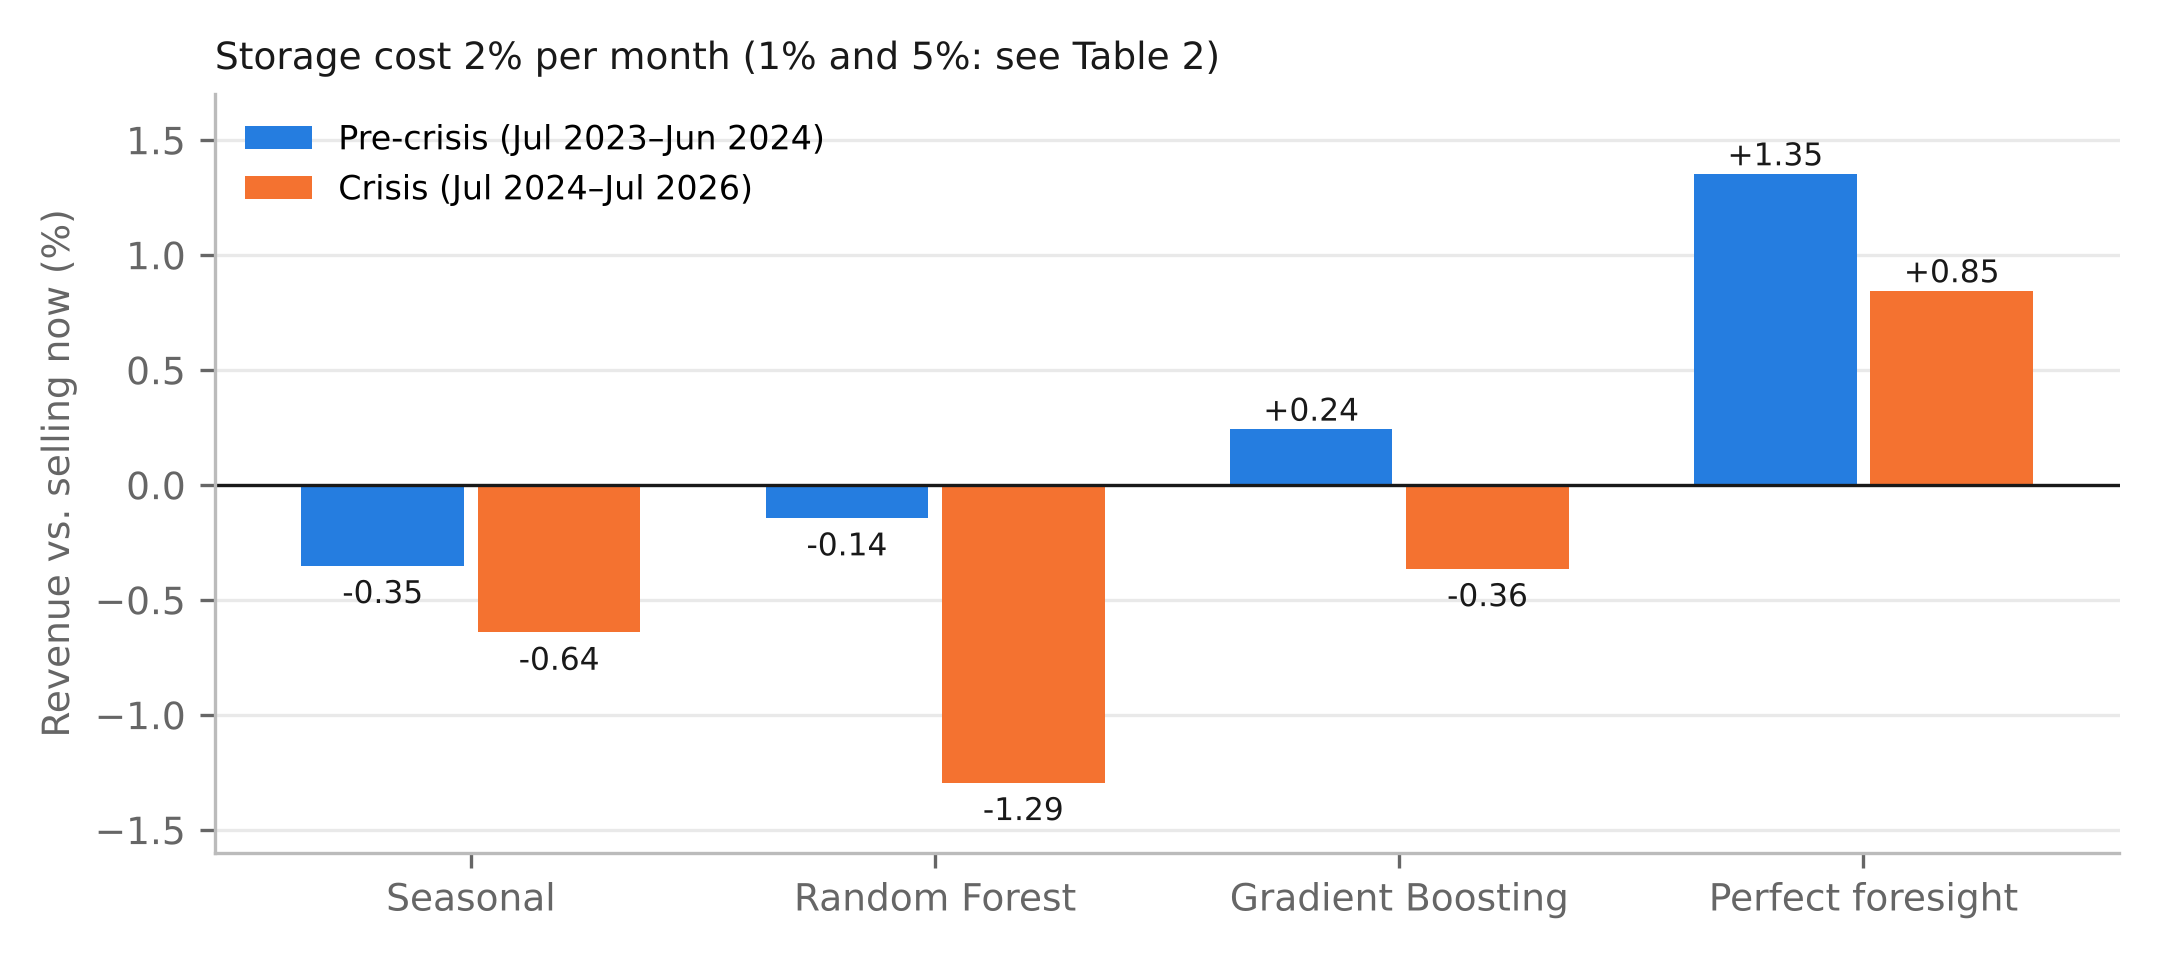 Storage cost 2% per month (1% and 5%: see Table 2)
Pre-crisis (Jul 2023–Jun 2024)
Crisis (Jul 2024–Jul 2026)
Revenue vs. selling now (%)
1.5
1.0
0.5
0.0
−0.5
−1.0
−1.5
-0.35
-0.64
-0.14
-1.29
+0.24
-0.36
+1.35
+0.85
Seasonal
Random Forest
Gradient Boosting
Perfect foresight